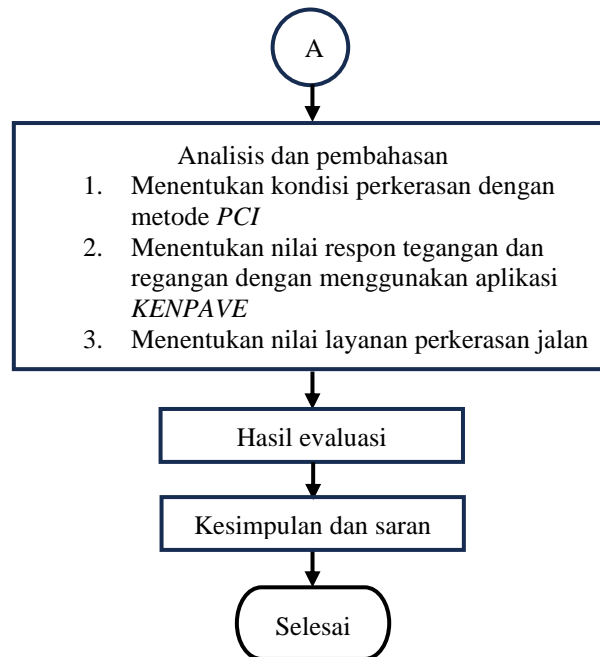 A
Analisis dan pembahasan
1. Menentukan kondisi perkerasan dengan
metode PCI
2. Menentukan nilai respon tegangan dan
regangan dengan menggunakan aplikasi
KENPAVE
3. Menentukan nilai layanan perkerasan jalan
Hasil evaluasi
Kesimpulan dan saran
Selesai